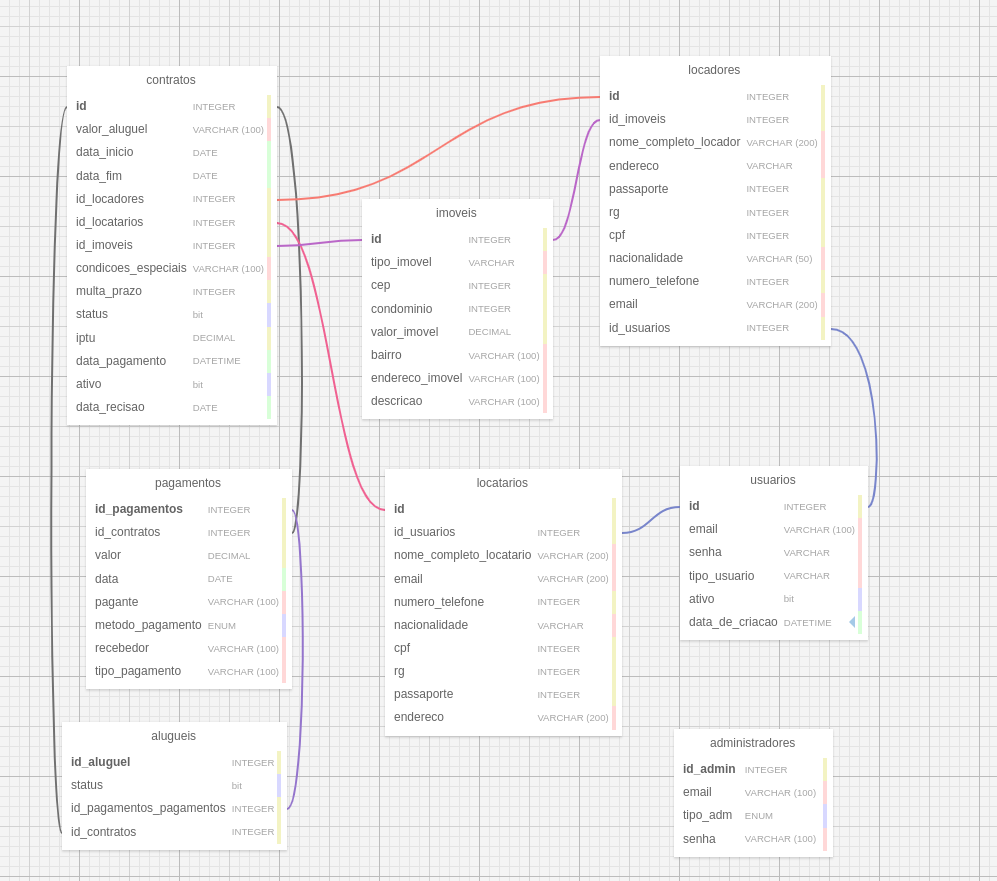 contratos
id INTEGER
valor_aluguel VARCHAR (100)
data_inicio DATE
data_fim DATE
id_locadores INTEGER
id_locatarios INTEGER
id_imoveis INTEGER
condicoes_especiais VARCHAR (100)
multa_prazo INTEGER
status bit
iptu DECIMAL
data_pagamento DATETIME
ativo bit
data_recisao DATE
locadores
id INTEGER
id_imoveis INTEGER
nome_completo_locador VARCHAR (200)
endereco VARCHAR
passaporte INTEGER
rg INTEGER
cpf INTEGER
nacionalidade VARCHAR (50)
numero_telefone INTEGER
email VARCHAR (200)
id_usuarios INTEGER
imoveis
id INTEGER
tipo_imovel VARCHAR
cep INTEGER
condominio INTEGER
valor_imovel DECIMAL
bairro VARCHAR (100)
endereco_imovel VARCHAR (100)
descricao VARCHAR (100)
pagamentos
id_pagamentos INTEGER
id_contratos INTEGER
valor DECIMAL
data DATE
pagante VARCHAR (100)
metodo_pagamento ENUM
recebedor VARCHAR (100)
tipo_pagamento VARCHAR (100)
locatarios
id
id_usuarios INTEGER
nome_completo_locatario VARCHAR (200)
email VARCHAR (200)
numero_telefone INTEGER
nacionalidade VARCHAR
cpf INTEGER
rg INTEGER
passaporte INTEGER
endereco VARCHAR (200)
usuarios
id INTEGER
email VARCHAR (100)
senha VARCHAR
tipo_usuario VARCHAR
ativo bit
data_de_criacao DATETIME
alugueis
id_aluguel INTEGER
status bit
id_pagamentos_pagamentos INTEGER
id_contratos INTEGER
administradores
id_admin INTEGER
email VARCHAR (100)
tipo_adm ENUM
senha VARCHAR (100)